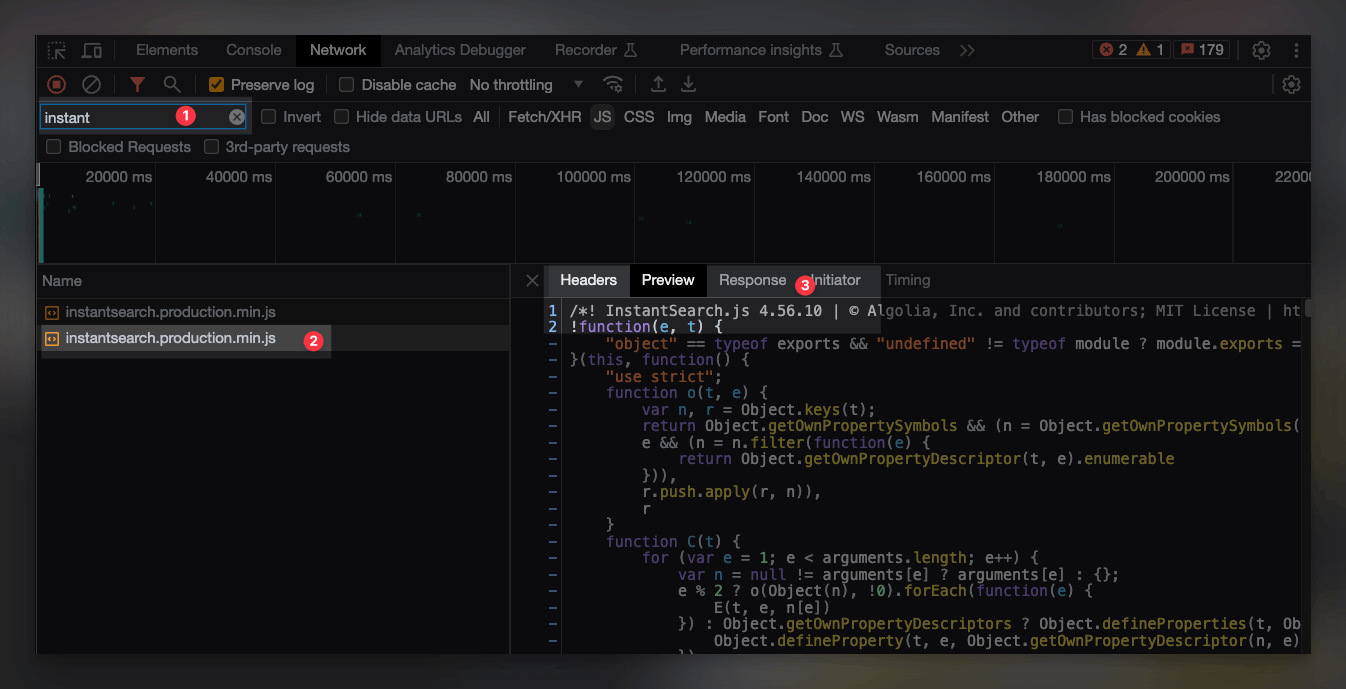 Elements Console Network Analytics Debugger Recorder Performance insights Sources 2 1 179
Preserve log Disable cache No throttling
instant 1 Invert Hide data URLs All Fetch/XHR JS CSS Img Media Font Doc WS Wasm Manifest Other Has blocked cookies
Blocked Requests 3rd-party requests
20000 ms 40000 ms 60000 ms 80000 ms 100000 ms 120000 ms 140000 ms 160000 ms 180000 ms 200000 ms 2200
Name
instantsearch.production.min.js
instantsearch.production.min.js 2
Headers Preview Response 3 Initiator Timing
1 /*! InstantSearch.js 4.56.10 | © Algolia, Inc. and contributors; MIT License | ht
2 !function(e, t) {
- "object" == typeof exports && "undefined" != typeof module ? module.exports =
- }(this, function() {
- "use strict";
- function o(t, e) {
- var n, r = Object.keys(t);
- return Object.getOwnPropertySymbols && (n = Object.getOwnPropertySymbols(
- e && (n = n.filter(function(e) {
- return Object.getOwnPropertyDescriptor(t, e).enumerable
- })),
- r.push.apply(r, n)),
- r
- }
- function C(t) {
- for (var e = 1; e < arguments.length; e++) {
- var n = null != arguments[e] ? arguments[e] : {};
- e % 2 ? o(Object(n), !0).forEach(function(e) {
- E(t, e, n[e])
- }) : Object.getOwnPropertyDescriptors ? Object.defineProperties(t, Ob
- Object.defineProperty(t, e, Object.getOwnPropertyDescriptor(n, e)